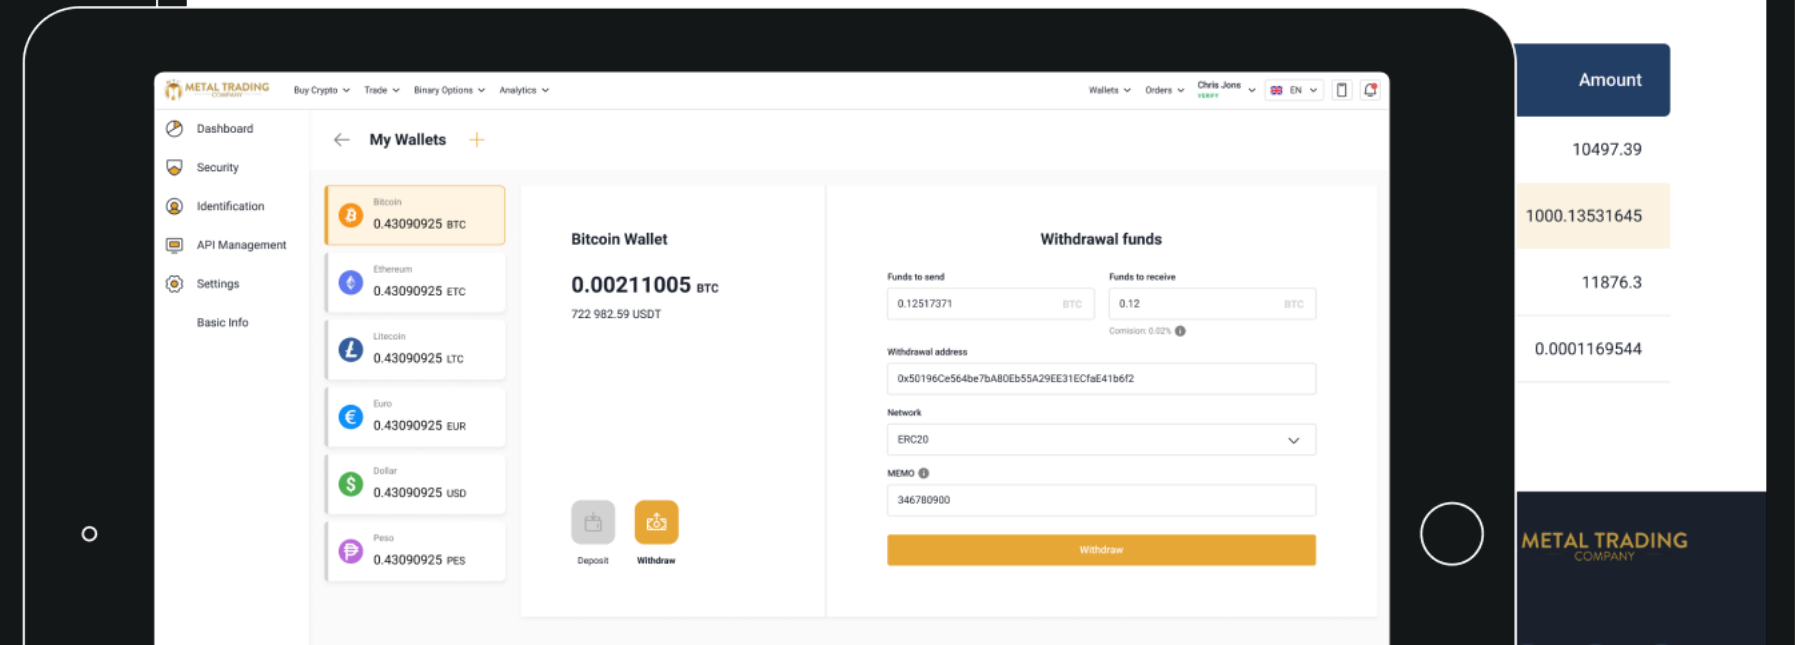 METAL TRADING
COMPANY
Buy Crypto
Trade
Binary Options
Analytics
Wallets
Orders
Chris Jons
VERIFY
EN
Dashboard
Security
Identification
API Management
Settings
Basic Info
My Wallets
Bitcoin
0.43090925 BTC
Ethereum
0.43090925 ETC
Litecoin
0.43090925 LTC
Euro
0.43090925 EUR
Dollar
0.43090925 USD
Peso
0.43090925 PES
Bitcoin Wallet
0.00211005 BTC
722 982.59 USDT
Deposit
Withdraw
Withdrawal funds
Funds to send
0.12517371 BTC
Funds to receive
0.12 BTC
Comision: 0.02%
Withdrawal address
0x50196Ce564be7bA80Eb55A29EE31ECfaE41b6f2
Network
ERC20
MEMO
346780900
Withdraw
Amount
10497.39
1000.13531645
11876.3
0.0001169544
METAL TRADING
COMPANY